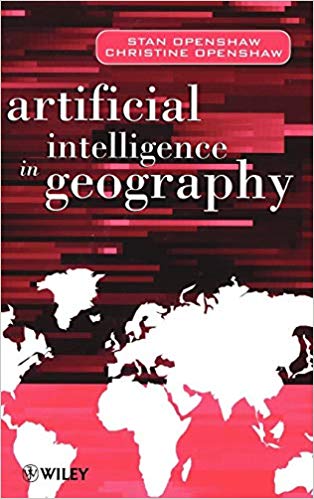 STAN OPENSHAW
CHRISTINE OPENSHAW
artificial
intelligence
in geography
WILEY